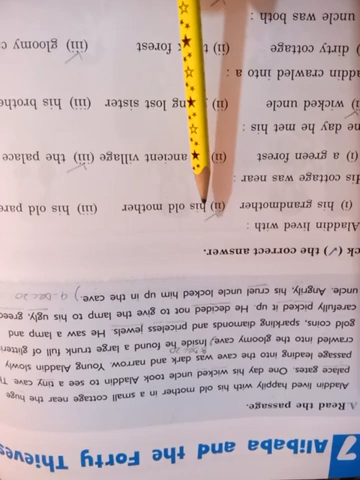 7 Alibaba and the Forty Thieves
A. Read the passage.
Aladdin lived happily with his old mother in a small cottage near the huge
palace gates. One day his wicked uncle took Aladdin to see a tiny cave. T
passage leading into the cave was dark and narrow. Young Aladdin slowly
crawled into the gloomy cave. Inside he found a large trunk full of glitteri
gold coins, sparkling diamonds and priceless jewels. He saw a lamp and
carefully picked it up. He decided not to give the lamp to his ugly, greed
uncle. Angrily, his cruel uncle locked him up in the cave.
ck (✓) the correct answer.
Aladdin lived with :
(i) his grandmother (ii) his old mother (iii) his old pare
His cottage was near :
(i) a green forest (ii) ancient village (iii) the palace
ne day he met his :
i) wicked uncle (ii) ng lost sister (iii) his brothe
addin crawled into a :
) dirty cottage (ii) t k forest (iii) gloomy c
uncle was both :